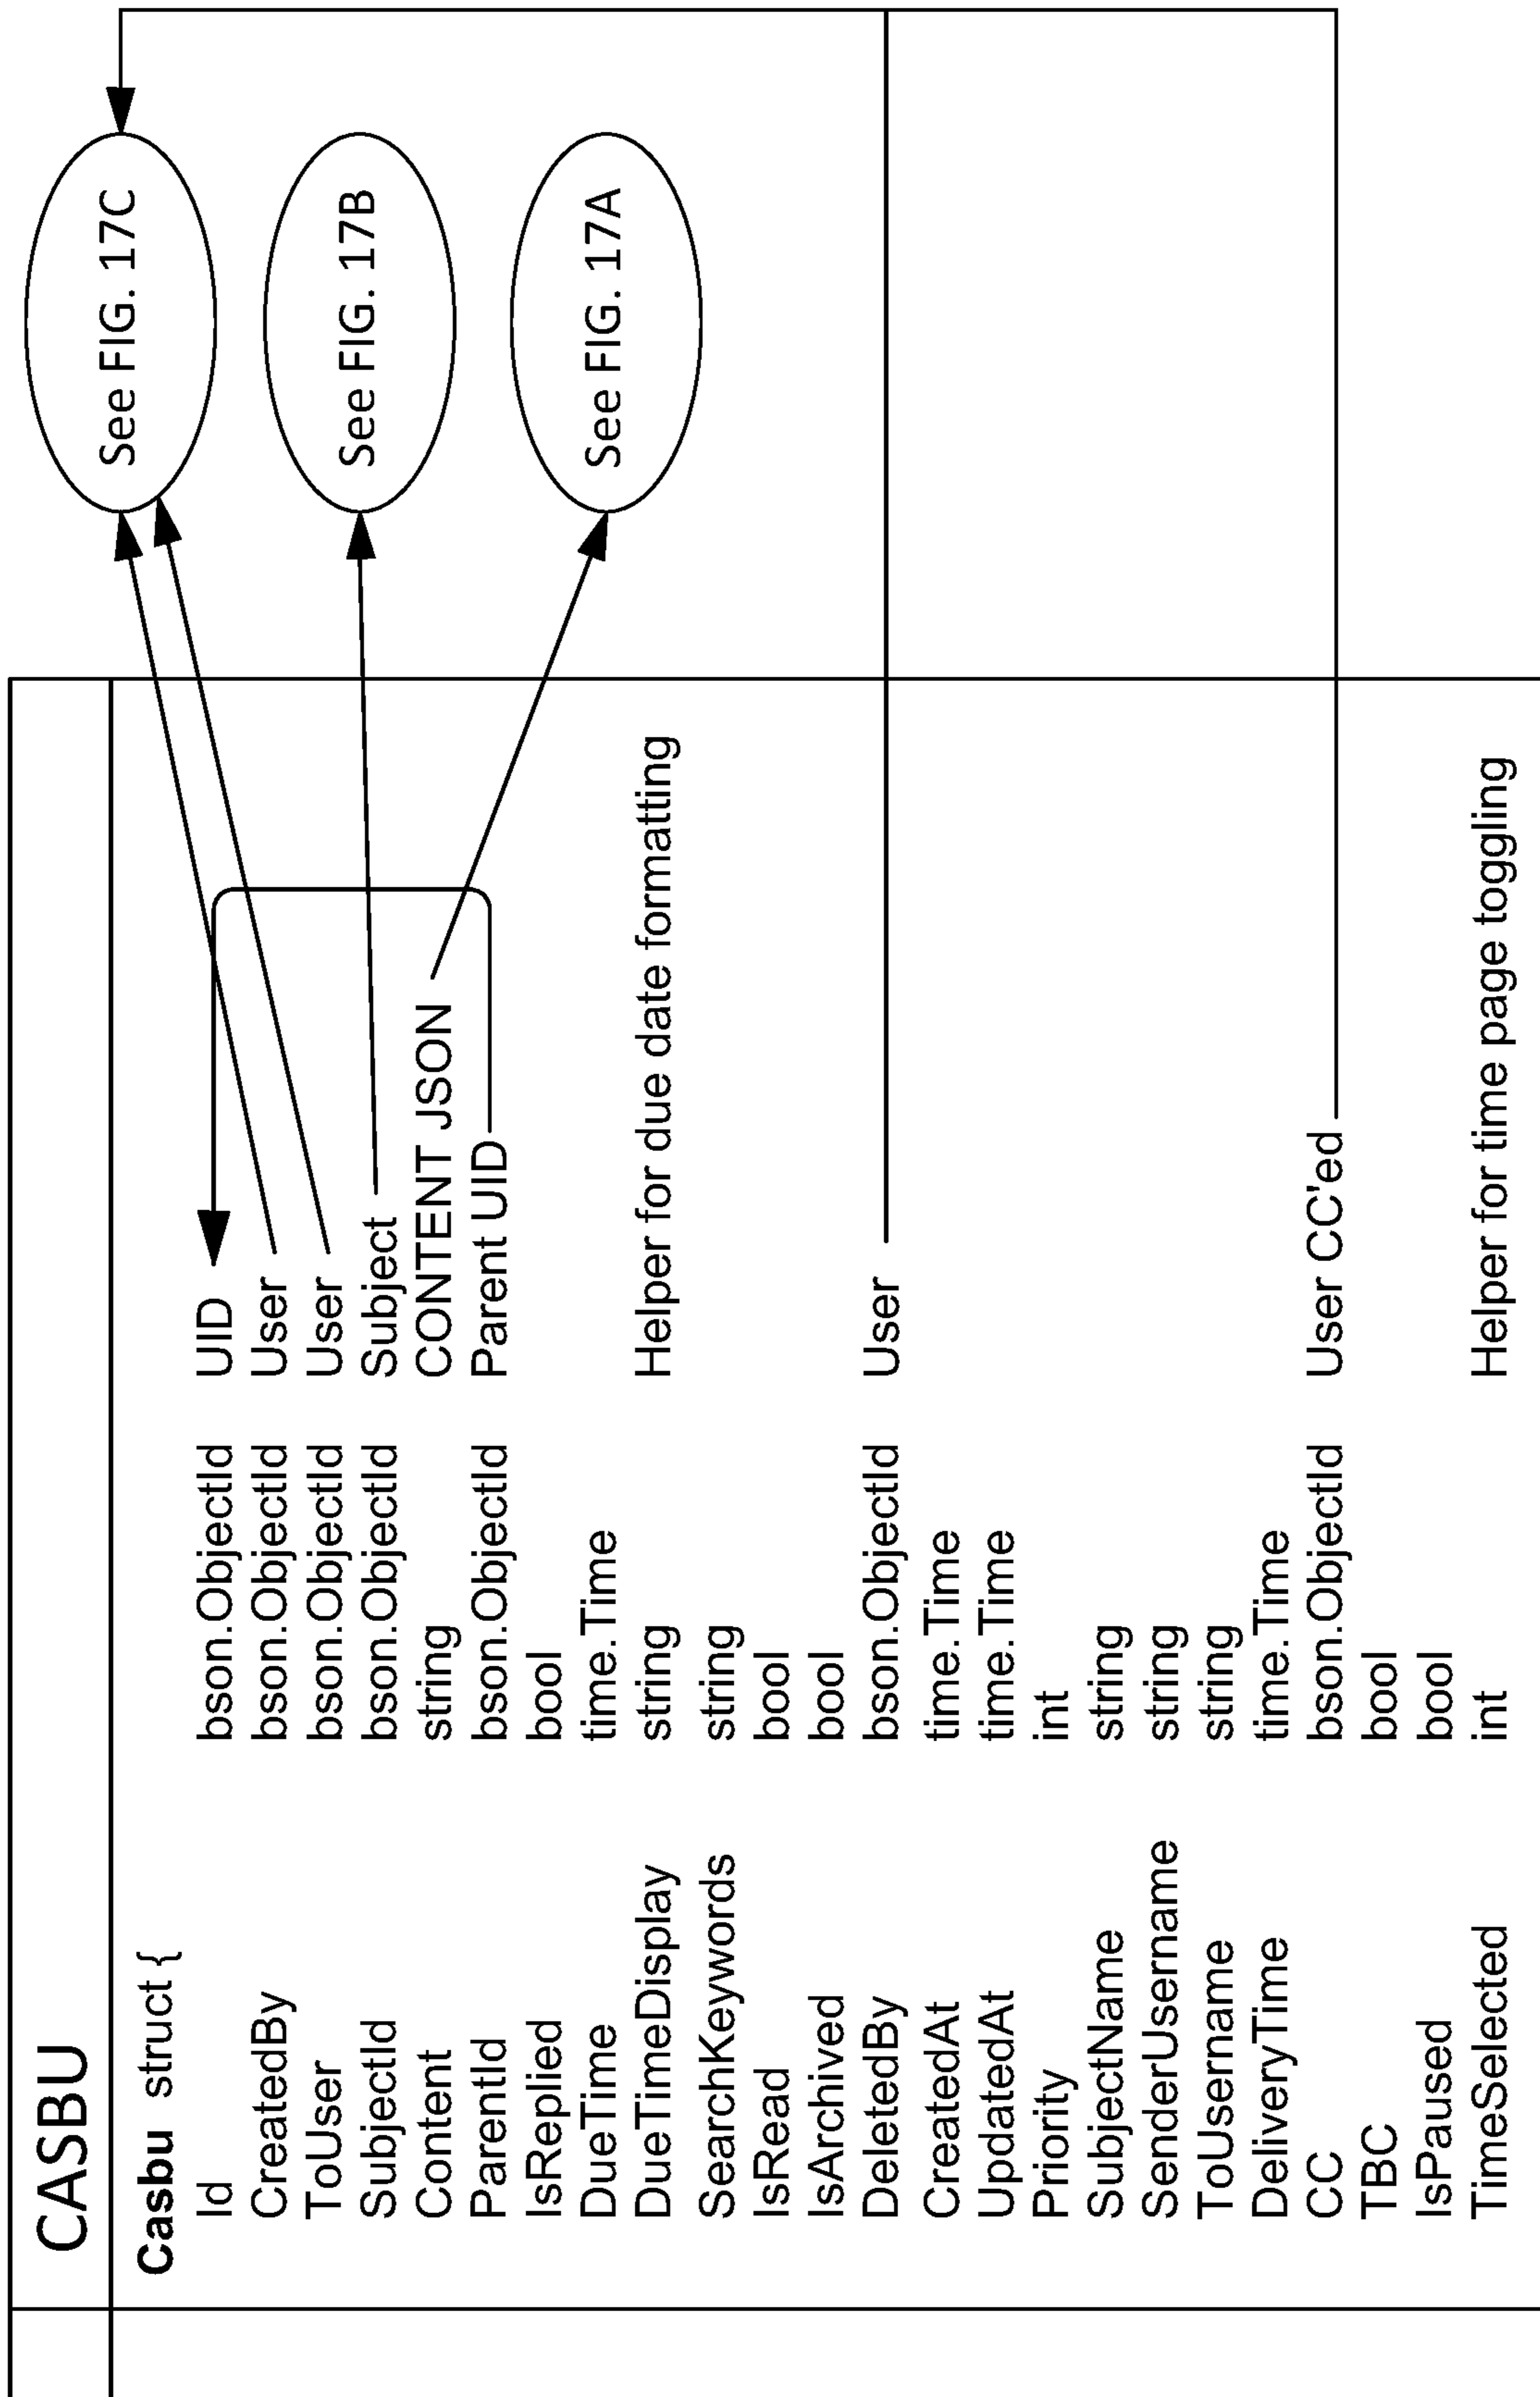 CASBU
Casbu struct {
Id bson.ObjectId UID
CreatedBy bson.ObjectId User
ToUser bson.ObjectId User
SubjectId bson.ObjectId Subject
Content string CONTENT JSON
ParentId bson.ObjectId Parent UID
IsReplied bool
DueTime time.Time
DueTimeDisplay string Helper for due date formatting
SearchKeywords string
IsRead bool
IsArchived bool
DeletedBy bson.ObjectId User
CreatedAt time.Time
UpdatedAt time.Time
Priority int
SubjectName string
SenderUsername string
ToUsername string
DeliveryTime time.Time
CC bson.ObjectId User CC'ed
TBC bool
IsPaused bool
TimeSelected int Helper for time page toggling
See FIG. 17C
See FIG. 17B
See FIG. 17A